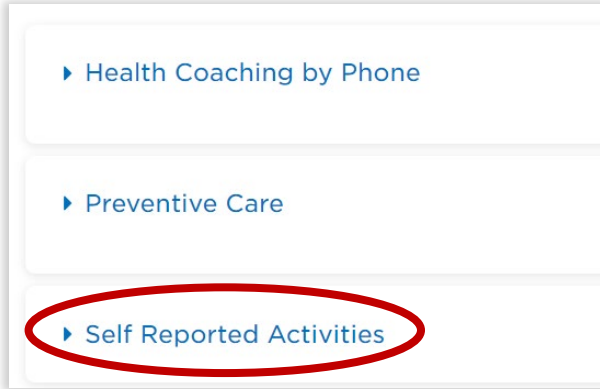 Health Coaching by Phone
Preventive Care
Self Reported Activities